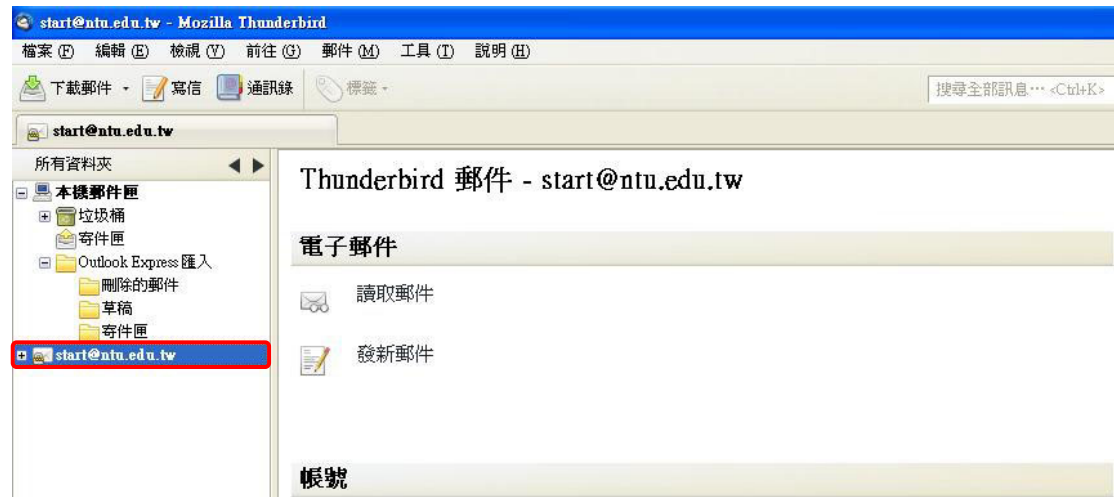 start@ntu.edu.tw - Mozilla Thunderbird
檔案(F) 編輯(E) 檢視(V) 前往(G) 郵件(M) 工具(T) 說明(H)
下載郵件 寫信 通訊錄 標籤 搜尋全部訊息… <Ctrl+K>
start@ntu.edu.tw
所有資料夾
本機郵件匣
垃圾桶
寄件匣
Outlook Express 匯入
刪除的郵件
草稿
寄件匣
start@ntu.edu.tw
Thunderbird 郵件 - start@ntu.edu.tw
電子郵件
讀取郵件
發新郵件
帳號